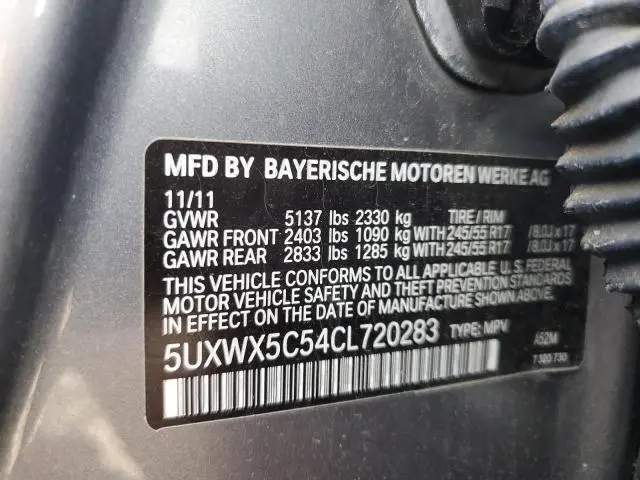 MFD BY BAYERISCHE MOTOREN WERKE AG
11/11
GVWR 5137 lbs 2330 kg TIRE / RIM
GAWR FRONT 2403 lbs 1090 kg WITH 245/55 R17 / 8.0J x 17
GAWR REAR 2833 lbs 1285 kg WITH 245/55 R17 / 8.0J x 17
THIS VEHICLE CONFORMS TO ALL APPLICABLE U. S. FEDERAL
MOTOR VEHICLE SAFETY AND THEFT PREVENTION STANDARDS
IN EFFECT ON THE DATE OF MANUFACTURE SHOWN ABOVE.
5UXWX5C54CL720283 TYPE: MPV A52M
7 320 730